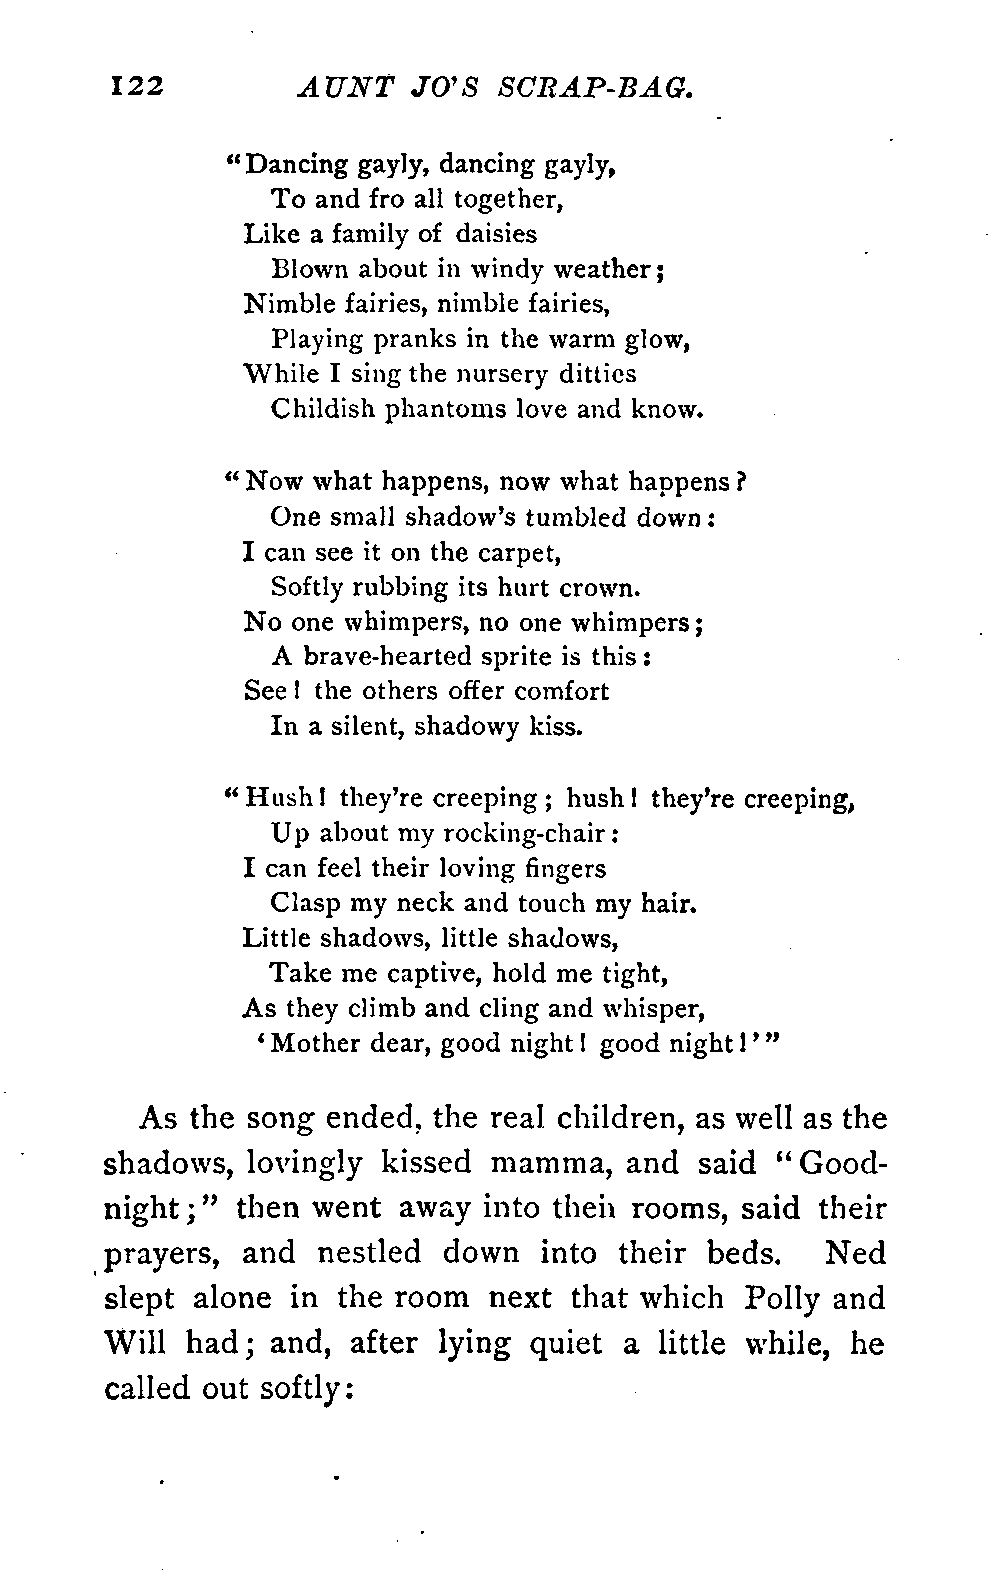 122 AUNT JO'S SCRAP-BAG.
"Dancing gayly, dancing gayly,
To and fro all together,
Like a family of daisies
Blown about in windy weather;
Nimble fairies, nimble fairies,
Playing pranks in the warm glow,
While I sing the nursery ditties
Childish phantoms love and know.
"Now what happens, now what happens?
One small shadow's tumbled down:
I can see it on the carpet,
Softly rubbing its hurt crown.
No one whimpers, no one whimpers;
A brave-hearted sprite is this:
See! the others offer comfort
In a silent, shadowy kiss.
"Hush! they're creeping; hush! they're creeping,
Up about my rocking-chair:
I can feel their loving fingers
Clasp my neck and touch my hair.
Little shadows, little shadows,
Take me captive, hold me tight,
As they climb and cling and whisper,
'Mother dear, good night! good night!'"
As the song ended, the real children, as well as the
shadows, lovingly kissed mamma, and said "Good-
night;" then went away into their rooms, said their
prayers, and nestled down into their beds. Ned
slept alone in the room next that which Polly and
Will had; and, after lying quiet a little while, he
called out softly: